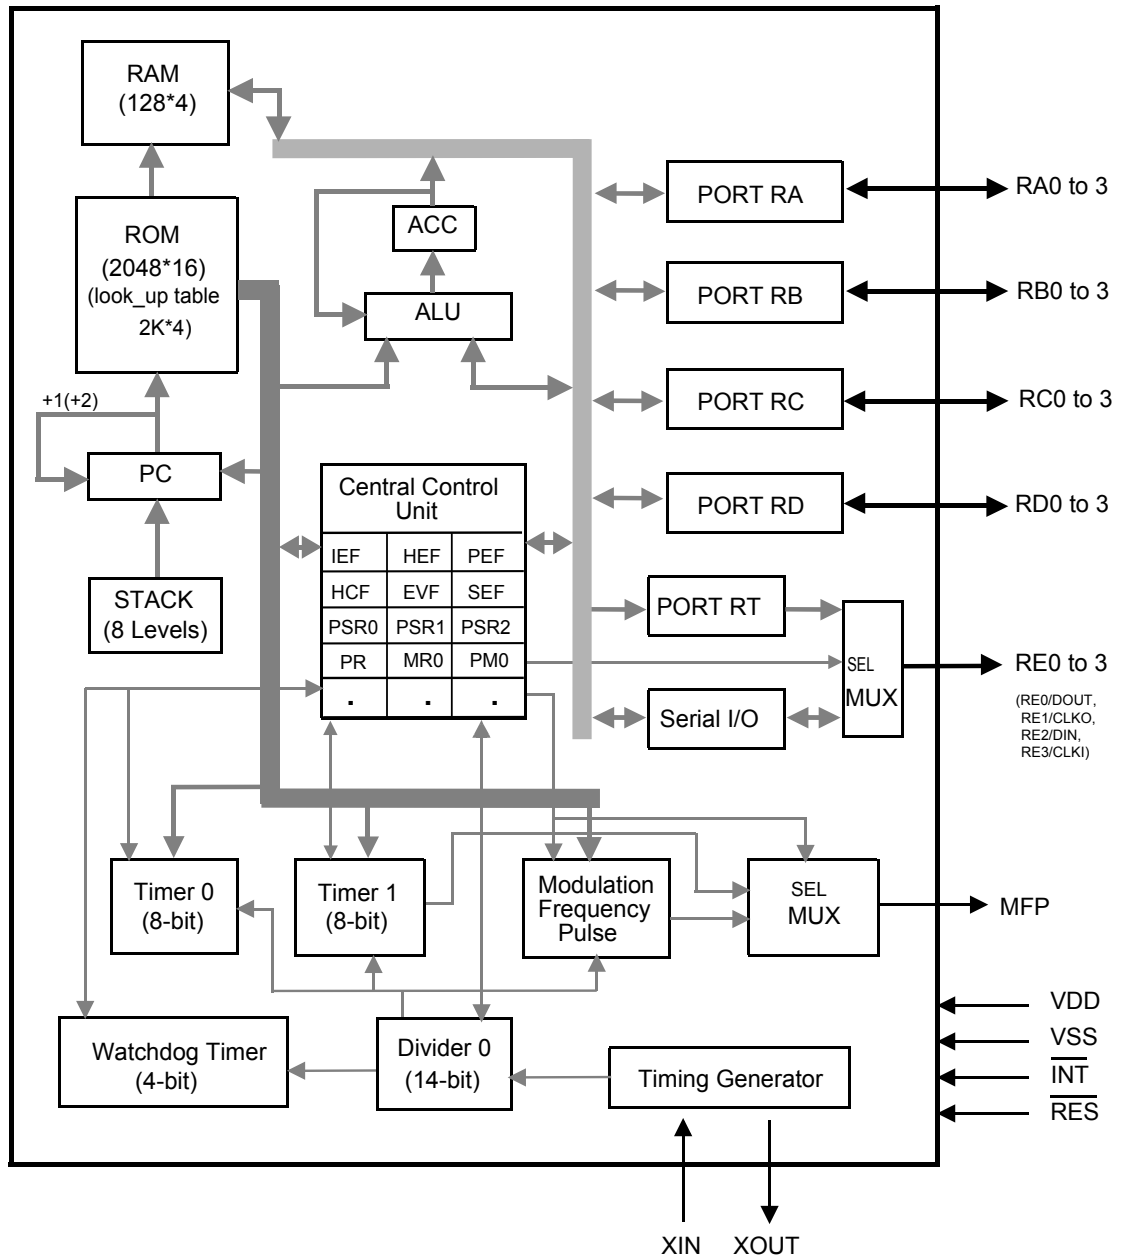 RAM
(128*4)
ROM
(2048*16)
(look_up table
2K*4)
+1(+2)
PC
STACK
(8 Levels)
ACC
ALU
Central Control
Unit
IEF HEF PEF
HCF EVF SEF
PSR0 PSR1 PSR2
PR MR0 PM0
. . .
PORT RA
RA0 to 3
PORT RB
RB0 to 3
PORT RC
RC0 to 3
PORT RD
RD0 to 3
PORT RT
Serial I/O
SEL
MUX
RE0 to 3
(RE0/DOUT,
RE1/CLKO,
RE2/DIN,
RE3/CLKI)
Timer 0
(8-bit)
Timer 1
(8-bit)
Modulation
Frequency
Pulse
SEL
MUX
MFP
Watchdog Timer
(4-bit)
Divider 0
(14-bit)
Timing Generator
VDD
VSS
INT
RES
XIN XOUT